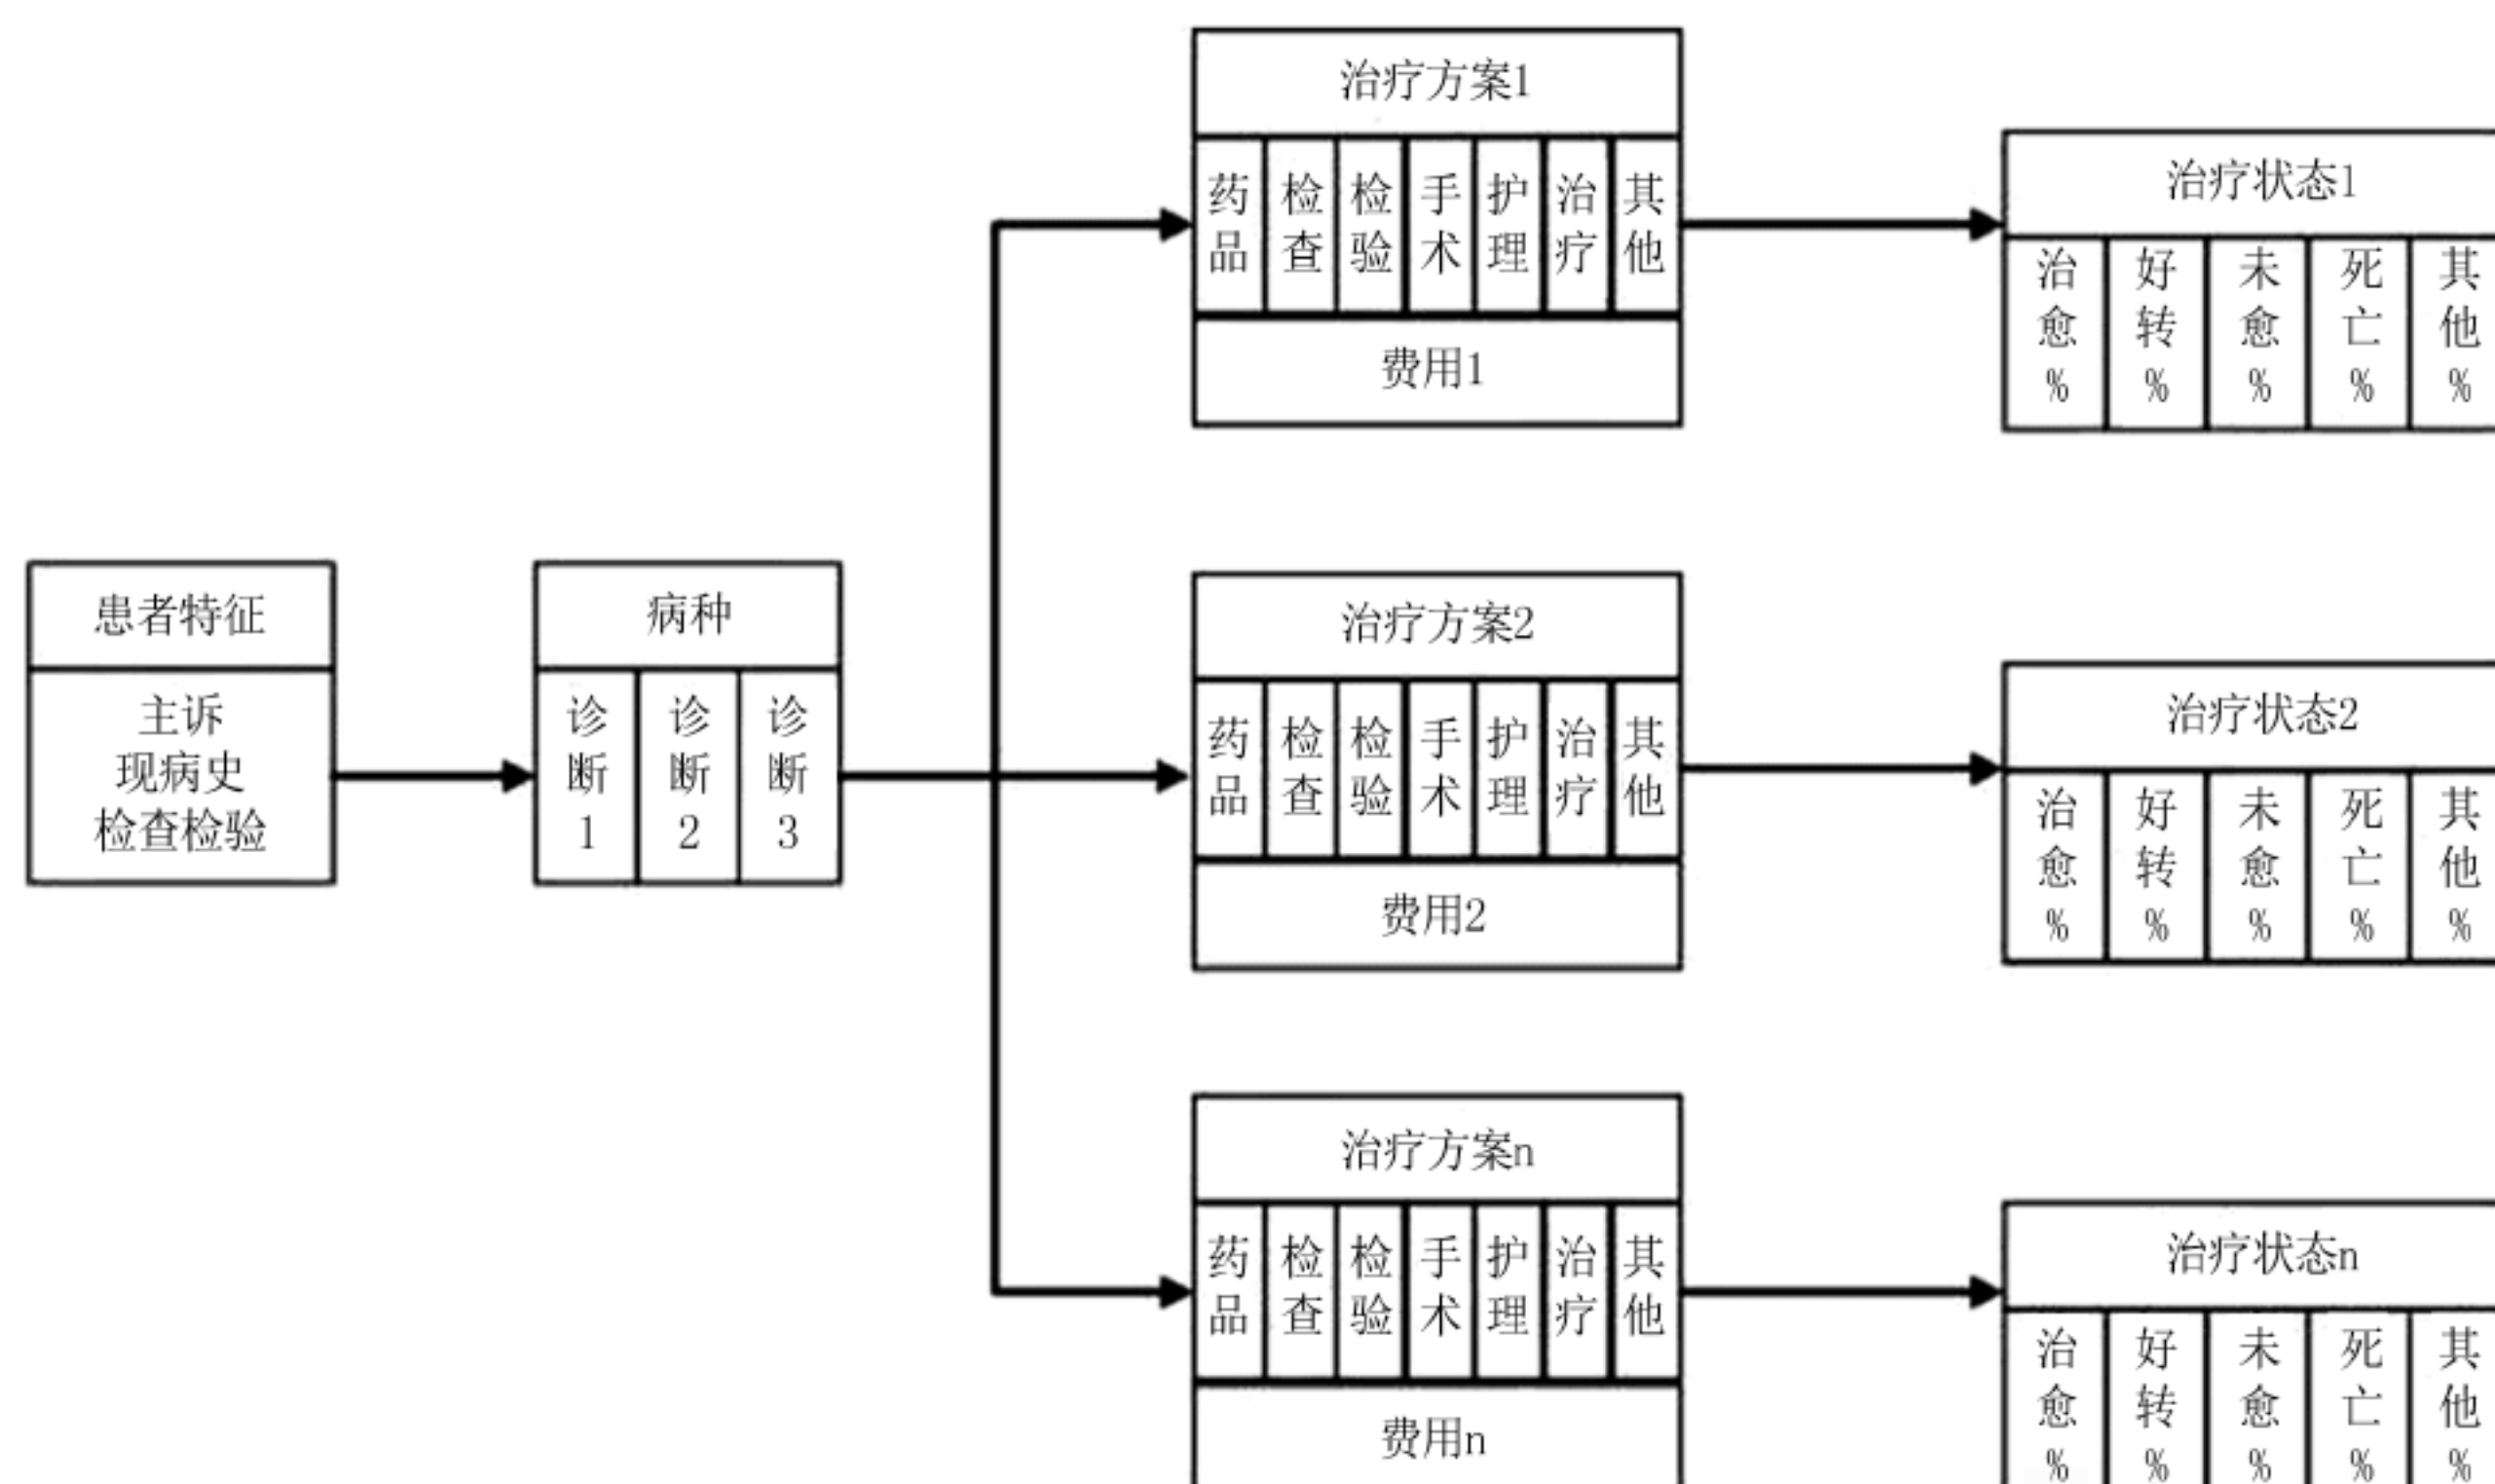 患者特征
主诉
现病史
检查检验
病种
诊断1
诊断2
诊断3
治疗方案1
药品
检查
检验
手术
护理
治疗
其他
费用1
治疗状态1
治愈%
好转%
未愈%
死亡%
其他%
治疗方案2
药品
检查
检验
手术
护理
治疗
其他
费用2
治疗状态2
治愈%
好转%
未愈%
死亡%
其他%
治疗方案n
药品
检查
检验
手术
护理
治疗
其他
费用n
治疗状态n
治愈%
好转%
未愈%
死亡%
其他%